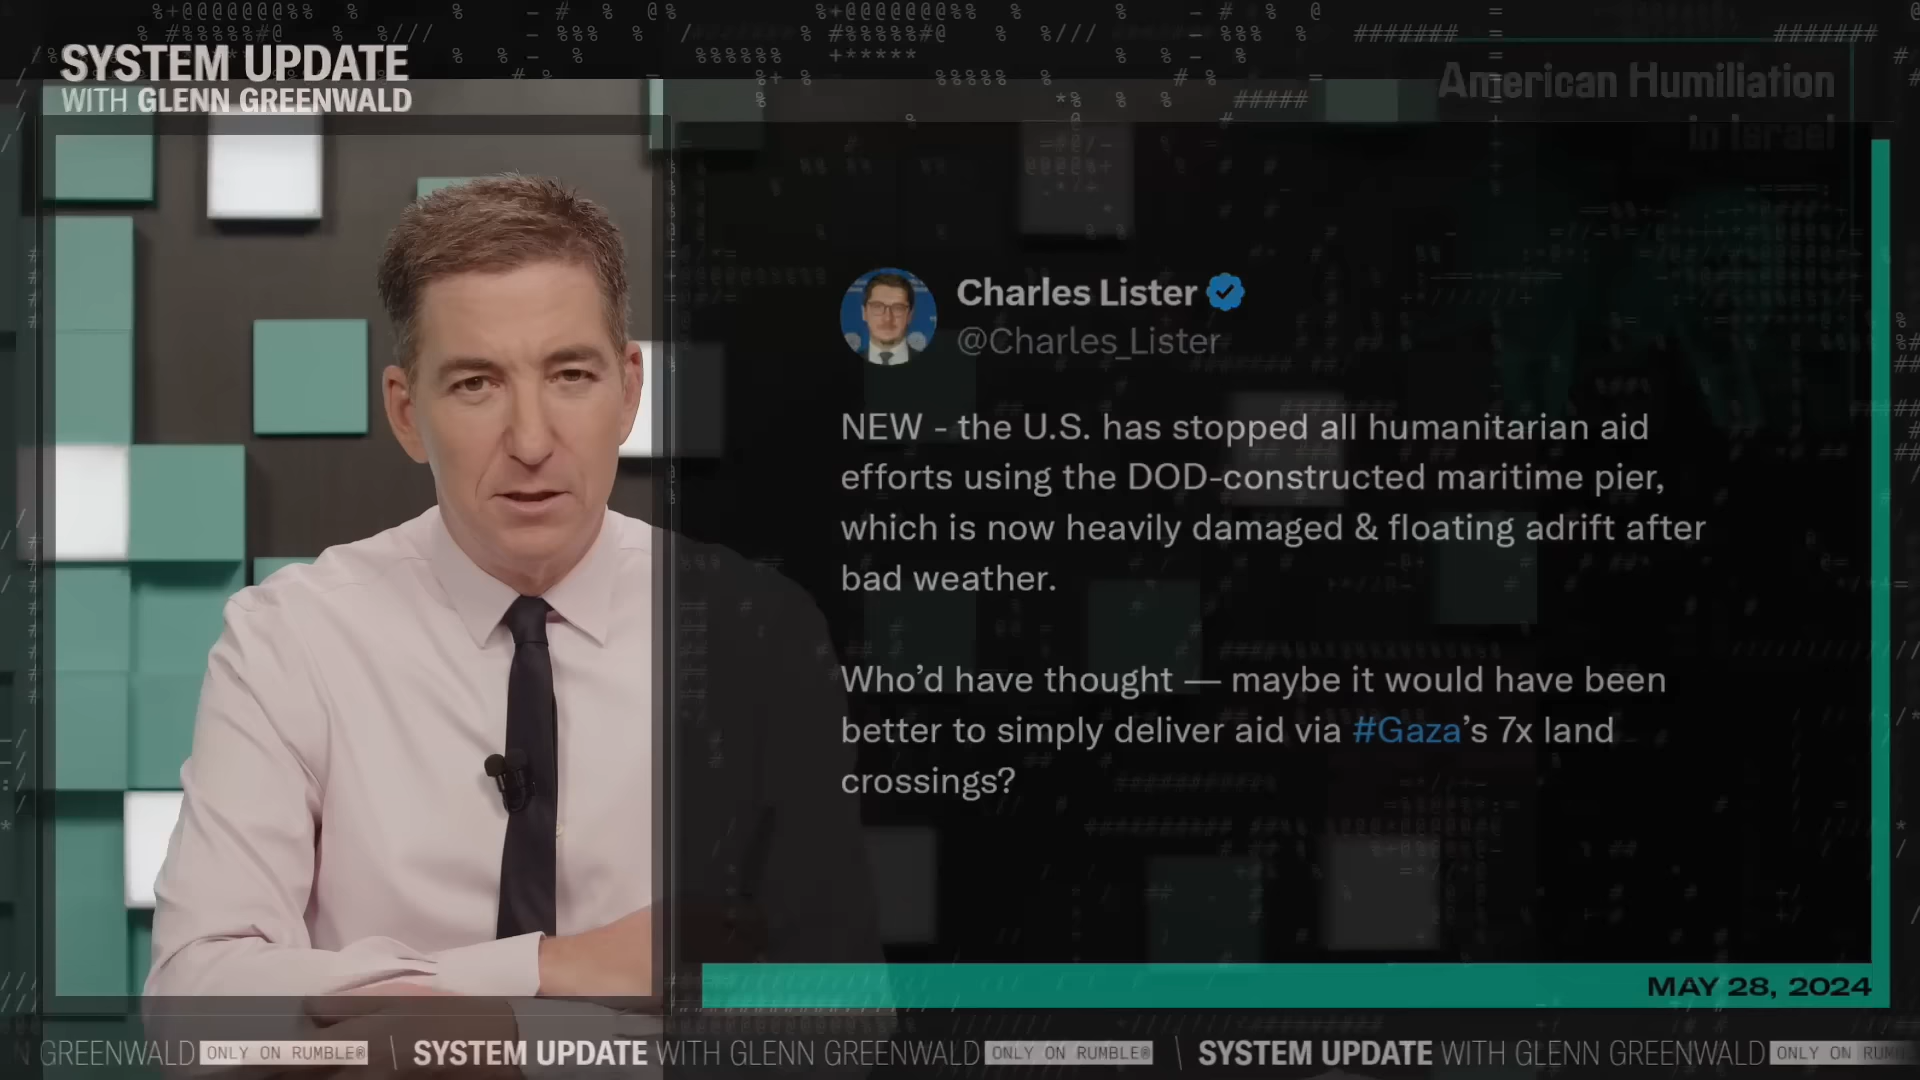 SYSTEM UPDATE
WITH GLENN GREENWALD
American Humiliation
in Israel
Charles Lister
@Charles_Lister
NEW - the U.S. has stopped all humanitarian aid
efforts using the DOD-constructed maritime pier,
which is now heavily damaged & floating adrift after
bad weather.
Who’d have thought — maybe it would have been
better to simply deliver aid via #Gaza’s 7x land
crossings?
MAY 28, 2024
N GREENWALD ONLY ON RUMBLE® \ SYSTEM UPDATE WITH GLENN GREENWALD ONLY ON RUMBLE® \ SYSTEM UPDATE WITH GLENN GREENWALD ONLY ON RUM